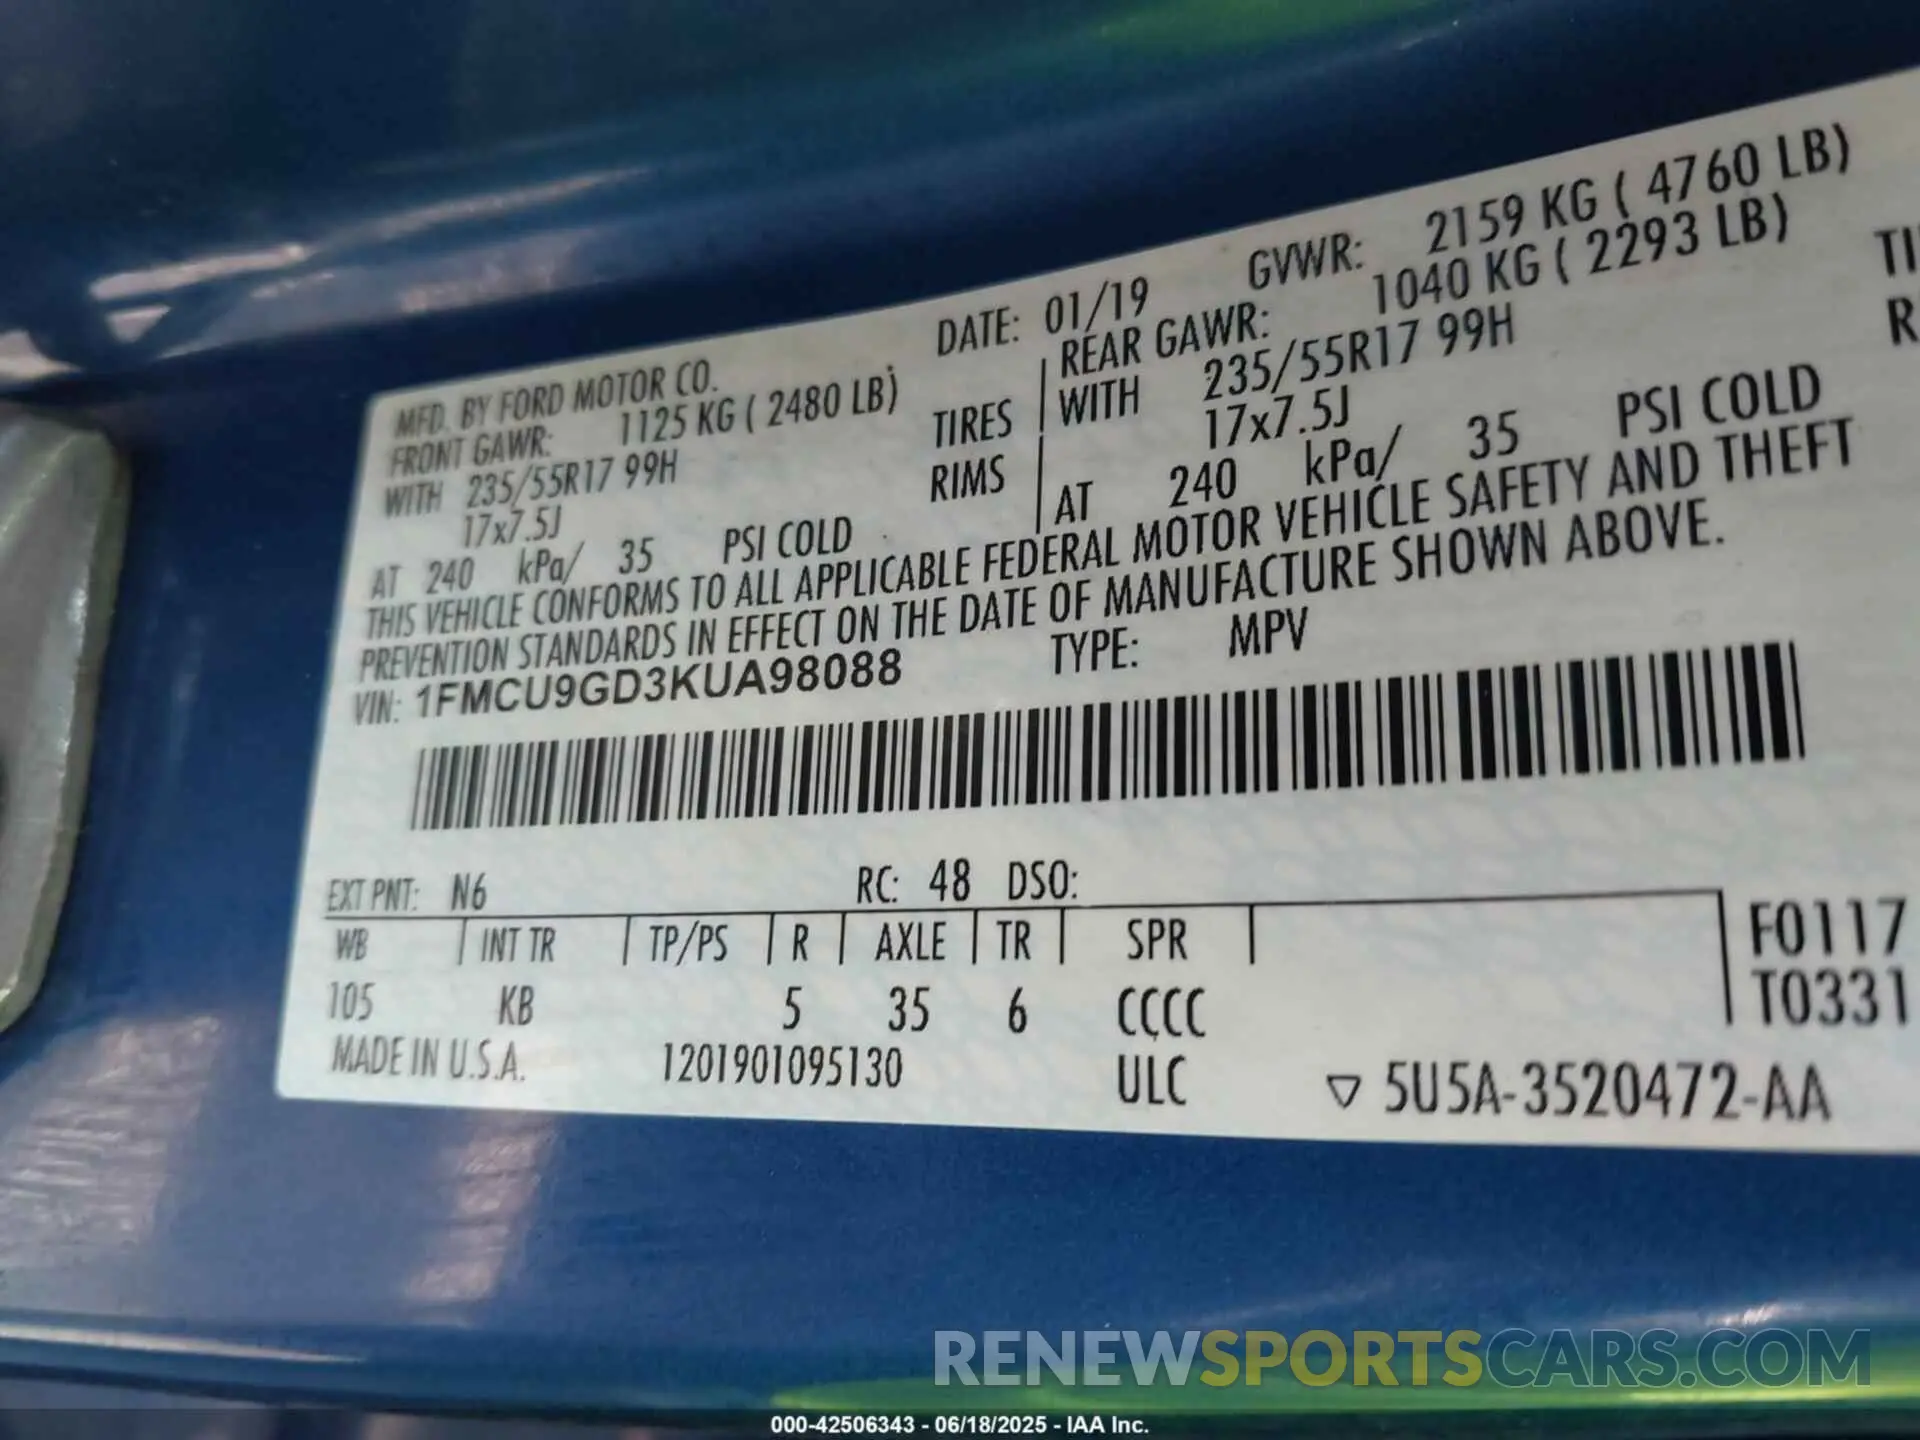 MFD. BY FORD MOTOR CO. DATE: 01/19 GVWR: 2159 KG ( 4760 LB)
FRONT GAWR: 1125 KG ( 2480 LB) REAR GAWR: 1040 KG ( 2293 LB)
WITH 235/55R17 99H TIRES WITH 235/55R17 99H
17x7.5J RIMS 17x7.5J
AT 240 kPa/ 35 PSI COLD AT 240 kPa/ 35 PSI COLD
THIS VEHICLE CONFORMS TO ALL APPLICABLE FEDERAL MOTOR VEHICLE SAFETY AND THEFT
PREVENTION STANDARDS IN EFFECT ON THE DATE OF MANUFACTURE SHOWN ABOVE.
VIN: 1FMCU9GD3KUA98088 TYPE: MPV
EXT PNT: N6 RC: 48 DSO:
WB INT TR TP/PS R AXLE TR SPR F0117
105 KB 5 35 6 CCCC T0331
MADE IN U.S.A. 1201901095130 ULC 5U5A-3520472-AA
RENEWSPORTSCARS.COM
000-42506343 - 06/18/2025 - IAA Inc.